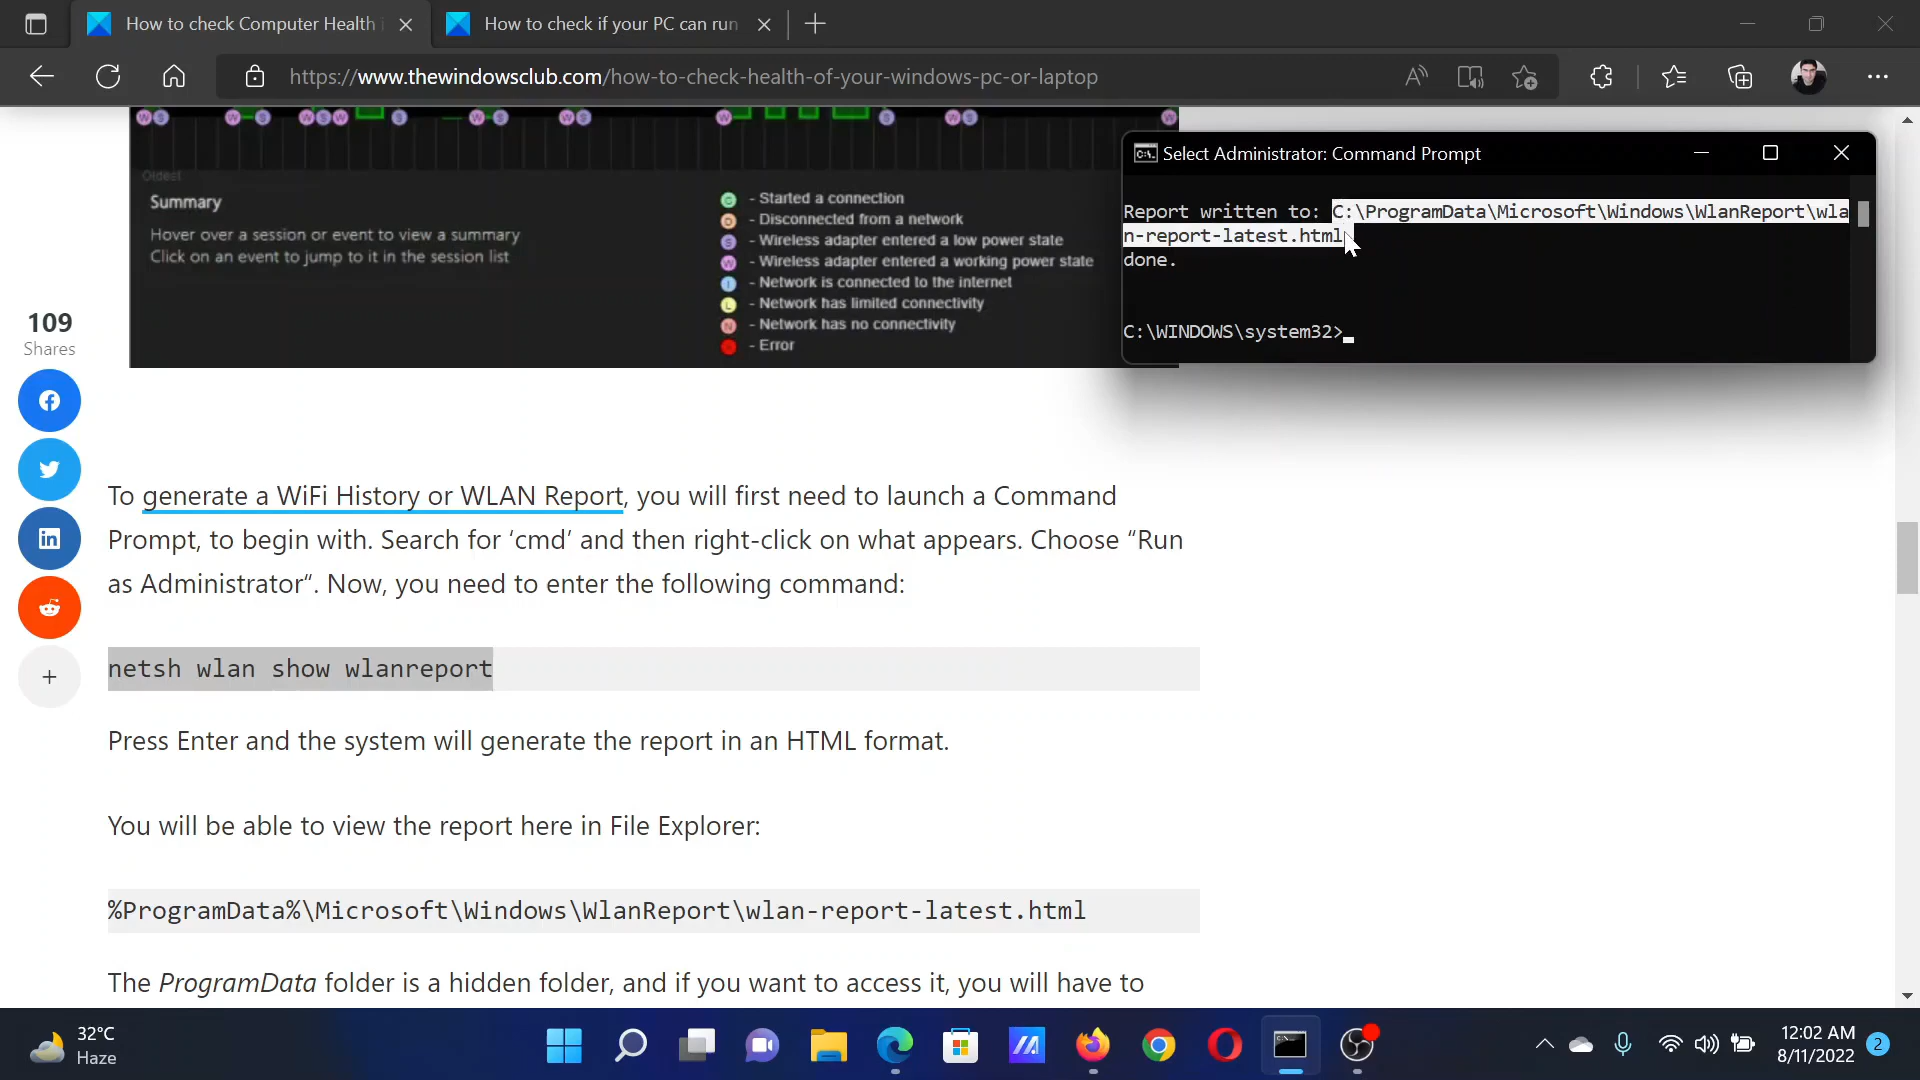 How to check Computer Health i
How to check if your PC can run
https://www.thewindowsclub.com/how-to-check-health-of-your-windows-pc-or-laptop
Oldest
Summary
Hover over a session or event to view a summary
Click on an event to jump to it in the session list
- Started a connection
- Disconnected from a network
- Wireless adapter entered a low power state
- Wireless adapter entered a working power state
- Network is connected to the internet
- Network has limited connectivity
- Network has no connectivity
- Error
Select Administrator: Command Prompt
Report written to: C:\ProgramData\Microsoft\Windows\WlanReport\wla
n-report-latest.html
done.
C:\WINDOWS\system32>
109
Shares
To generate a WiFi History or WLAN Report, you will first need to launch a Command
Prompt, to begin with. Search for ‘cmd’ and then right-click on what appears. Choose “Run
as Administrator“. Now, you need to enter the following command:
netsh wlan show wlanreport
Press Enter and the system will generate the report in an HTML format.
You will be able to view the report here in File Explorer:
%ProgramData%\Microsoft\Windows\WlanReport\wlan-report-latest.html
The ProgramData folder is a hidden folder, and if you want to access it, you will have to
32°C
Haze
12:02 AM
8/11/2022
2